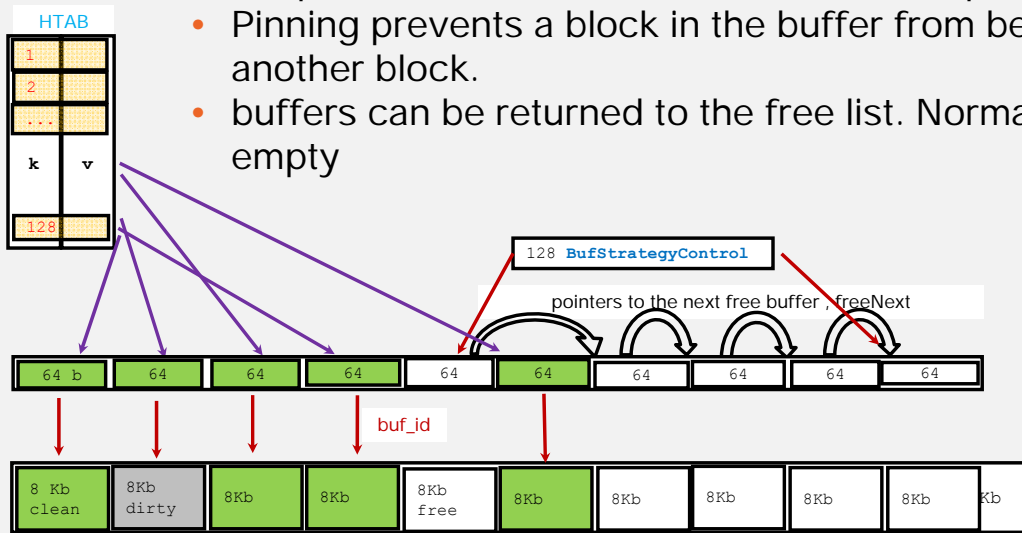 HTAB
• Pinning prevents a block in the buffer from be
another block.
• buffers can be returned to the free list. Norma
empty
1
2
...
k v
128
128 BufStrategyControl
pointers to the next free buffer , freeNext
64 b 64 64 64 64 64 64 64 64 64
buf_id
8 Kb 8Kb 8Kb 8Kb 8Kb 8Kb 8Kb 8Kb 8Kb 8Kb Kb
clean dirty free